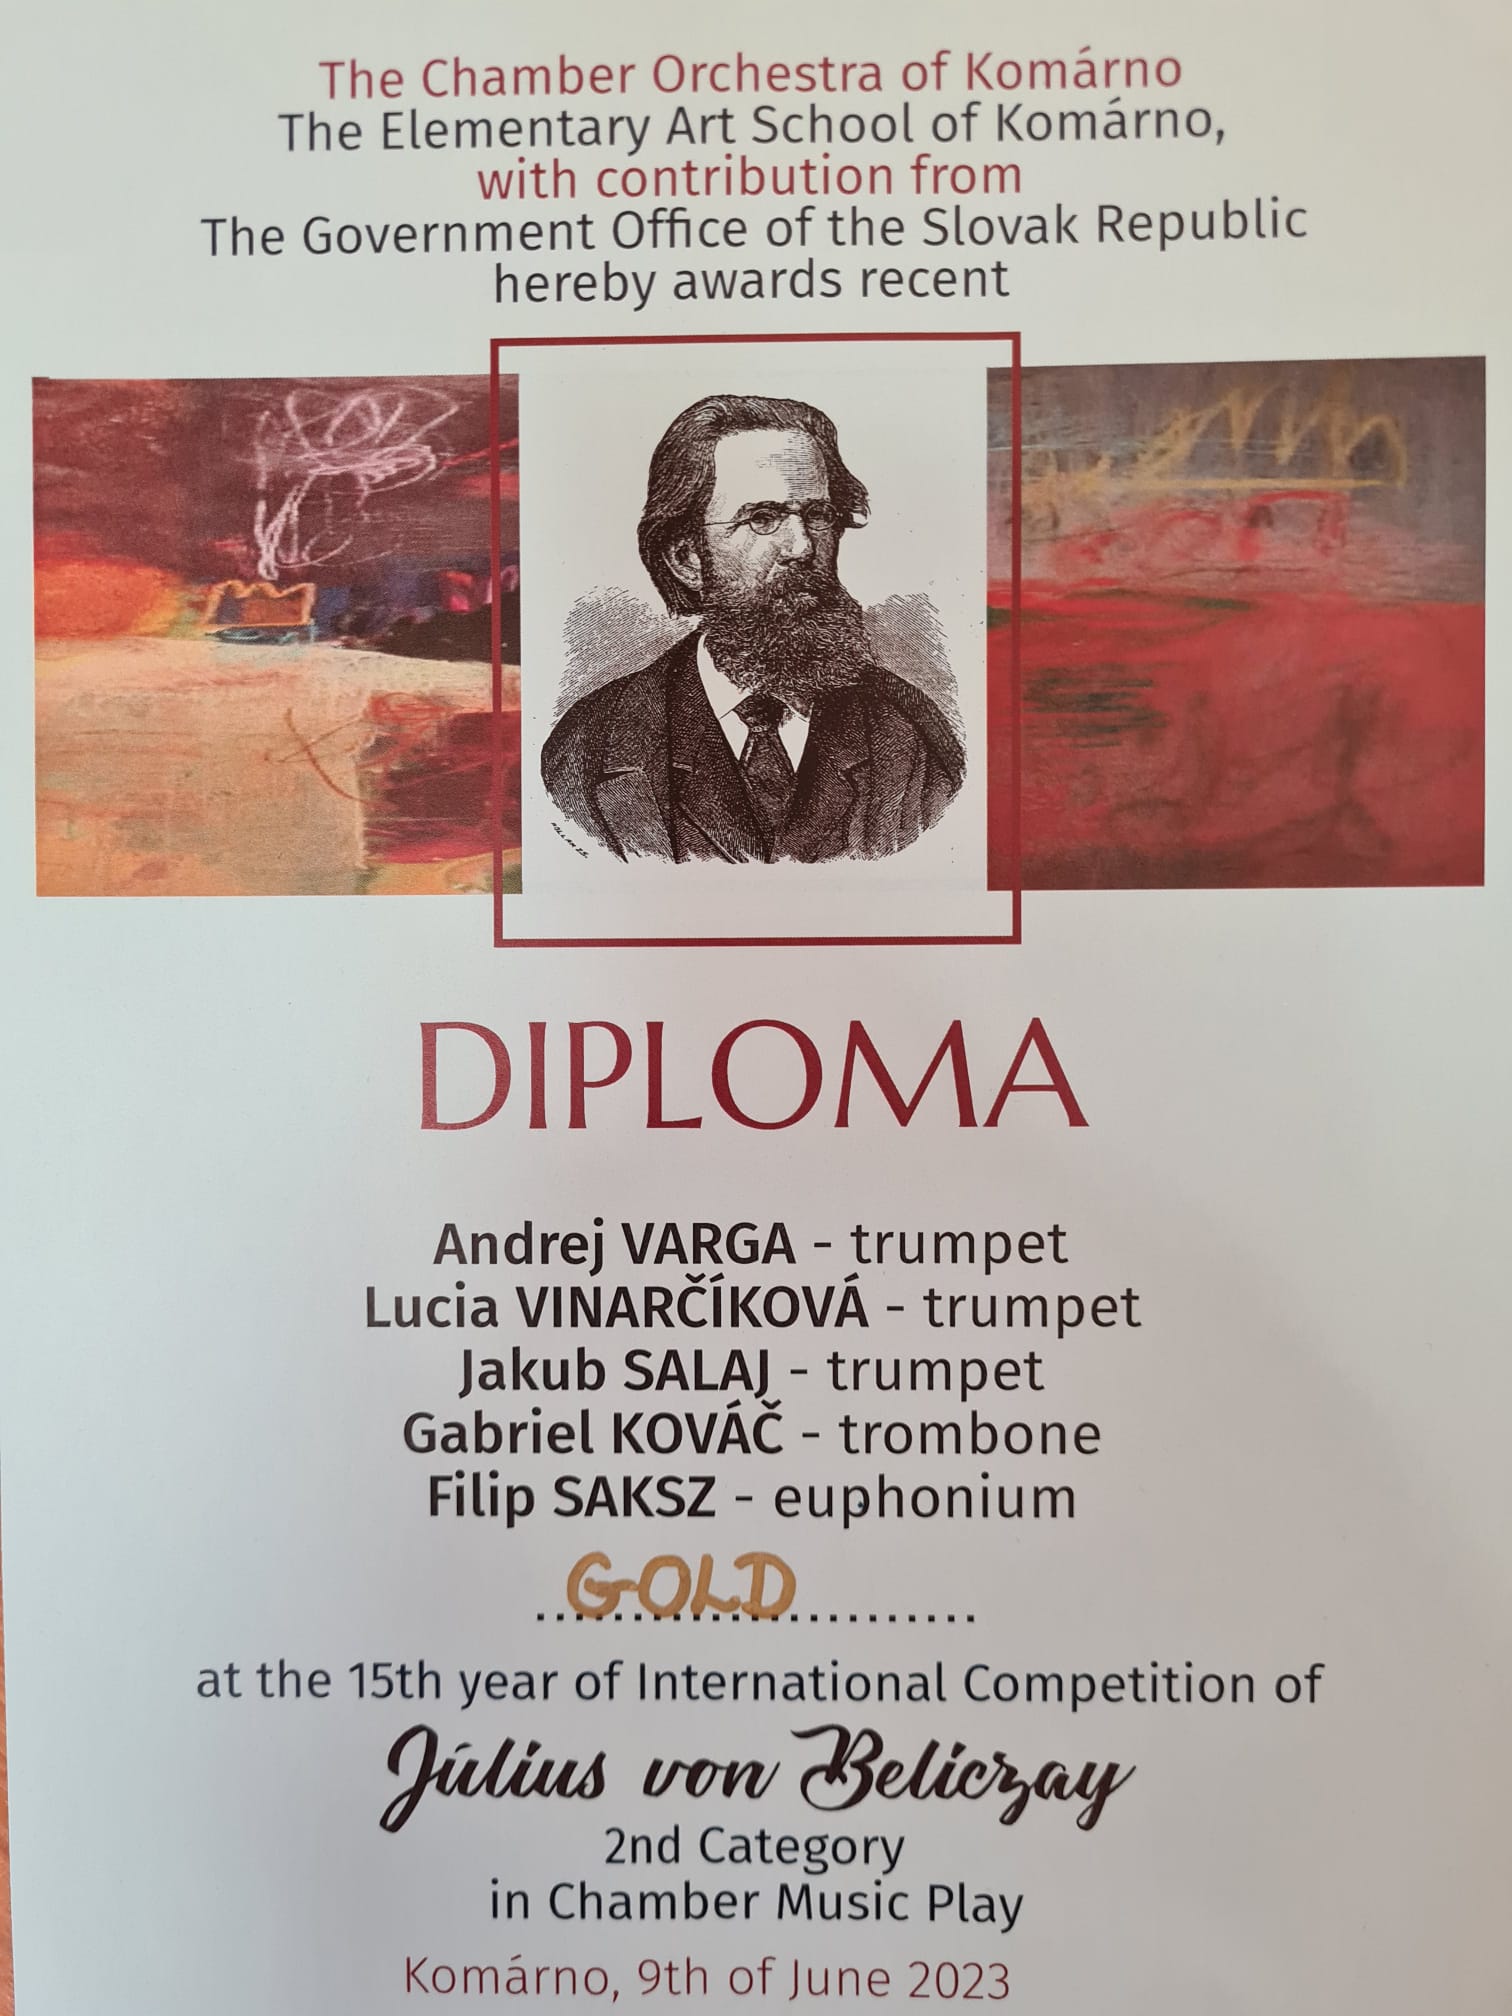 The Chamber Orchestra of Komárno
The Elementary Art School of Komárno,
with contribution from
The Government Office of the Slovak Republic
hereby awards recent
DIPLOMA
Andrej VARGA - trumpet
Lucia VINARČÍKOVÁ - trumpet
Jakub SALAJ - trumpet
Gabriel KOVÁČ - trombone
Filip SAKSZ - euphonium
GOLD
at the 15th year of International Competition of
Július von Beliczay
2nd Category
in Chamber Music Play
Komárno, 9th of June 2023